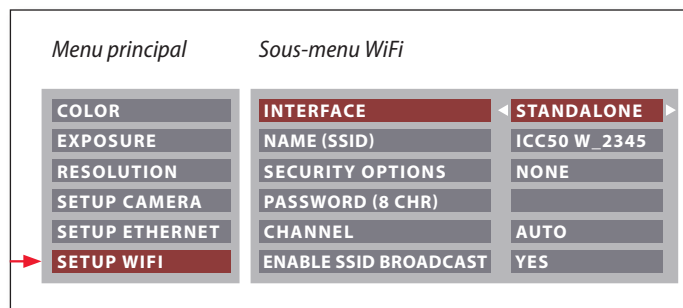 Menu principal
Sous-menu WiFi
COLOR
EXPOSURE
RESOLUTION
SETUP CAMERA
SETUP ETHERNET
SETUP WIFI
INTERFACE STANDALONE
NAME (SSID) ICC50 W_2345
SECURITY OPTIONS NONE
PASSWORD (8 CHR)
CHANNEL AUTO
ENABLE SSID BROADCAST YES